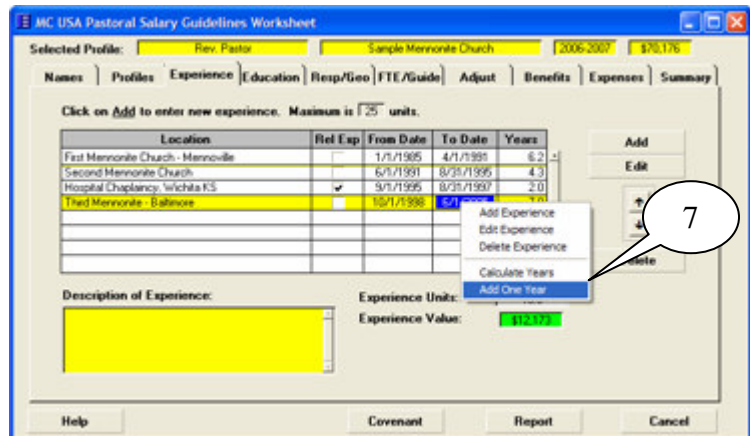 MC USA Pastoral Salary Guidelines Worksheet
Selected Profile: Rev. Pastor Sample Mennonite Church 2006-2007 $70,176
Names Profiles Experience Education Resp/Geo FTE/Guide Adjust Benefits Expenses Summary
Click on Add to enter new experience. Maximum is 25 units.
Location Rel Exp From Date To Date Years
Add
First Mennonite Church - Mennoville 1/1/1985 4/1/1991 6.2
Edit
Second Mennonite Church 6/1/1991 8/31/1995 4.3
Hospital Chaplaincy, Wichita KS 9/1/1995 8/31/1997 2.0
Third Mennonite - Baltimore 10/1/1998
7
Add Experience
Edit Experience
Delete Experience
Calculate Years
Add One Year
Description of Experience:
Experience Units:
Experience Value: $12,173
Help Covenant Report Cancel